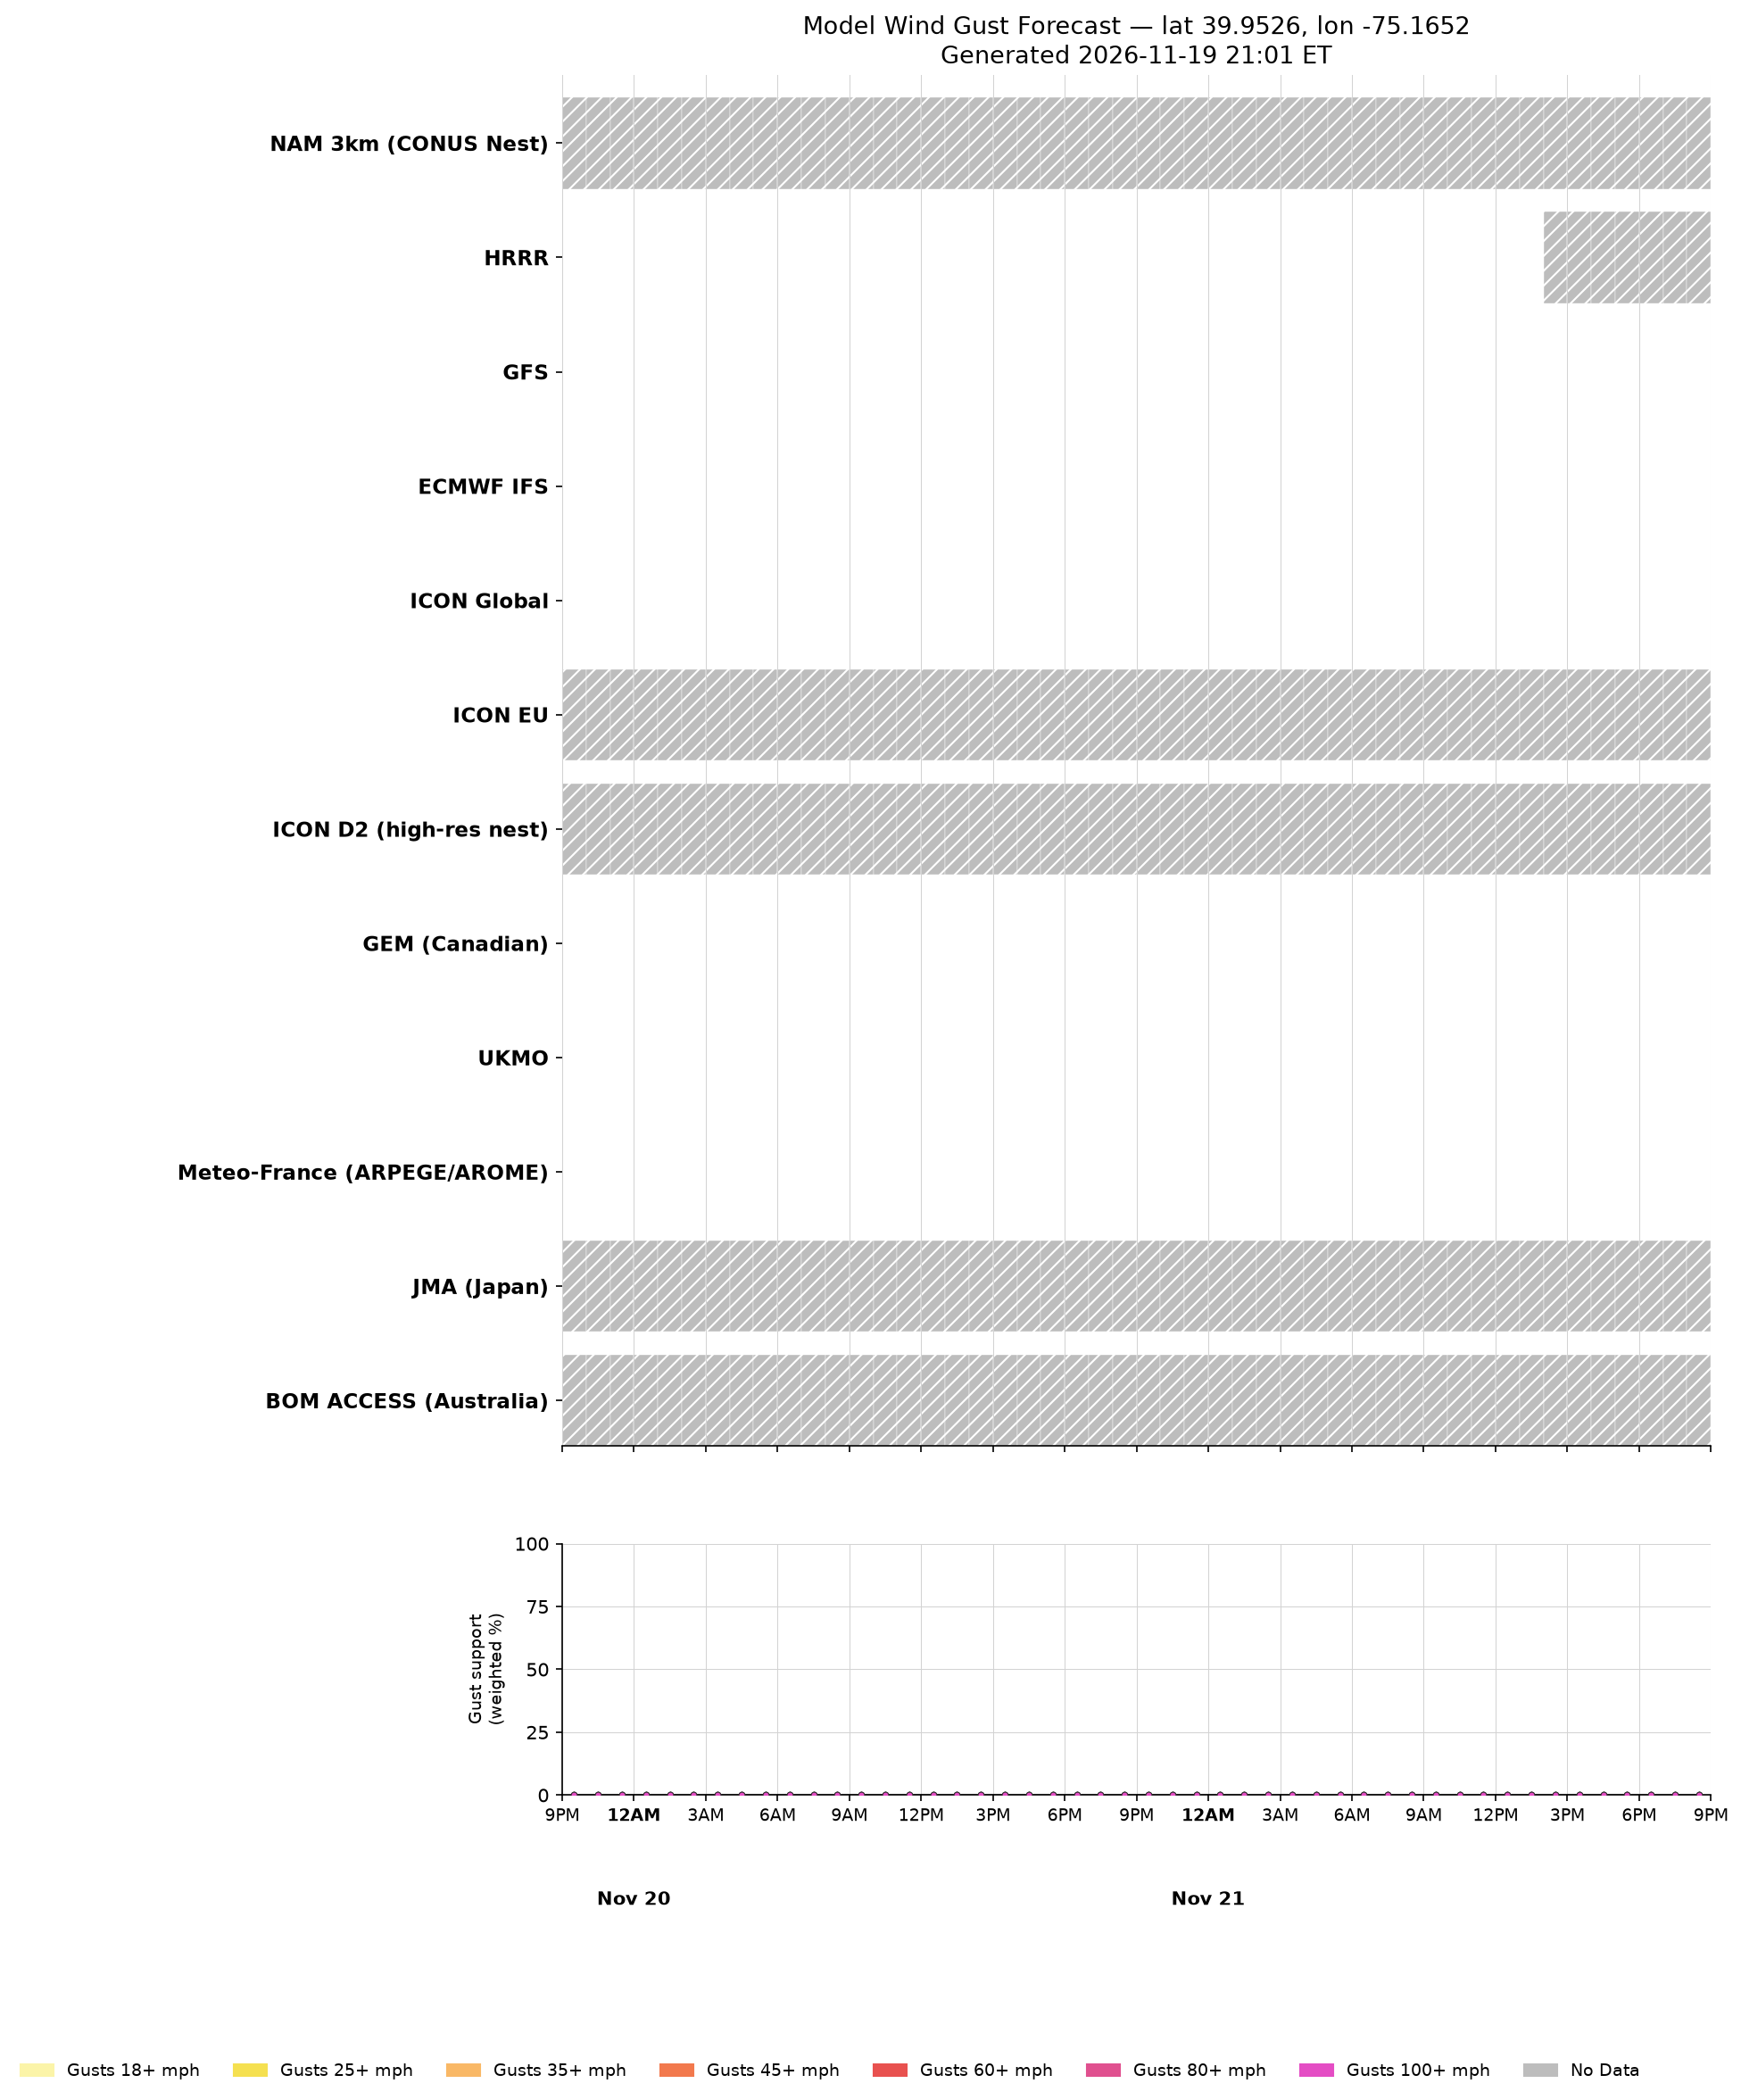 Model Wind Gust Forecast — lat 39.9526, lon -75.1652
Generated 2026-11-19 21:01 ET
NAM 3km (CONUS Nest)
HRRR
GFS
ECMWF IFS
ICON Global
ICON EU
ICON D2 (high-res nest)
GEM (Canadian)
UKMO
Meteo-France (ARPEGE/AROME)
JMA (Japan)
BOM ACCESS (Australia)
Gust support
(weighted %)
100
75
50
25
0
9PM 12AM 3AM 6AM 9AM 12PM 3PM 6PM 9PM 12AM 3AM 6AM 9AM 12PM 3PM 6PM 9PM
Nov 20 Nov 21
Gusts 18+ mph Gusts 25+ mph Gusts 35+ mph Gusts 45+ mph Gusts 60+ mph Gusts 80+ mph Gusts 100+ mph No Data